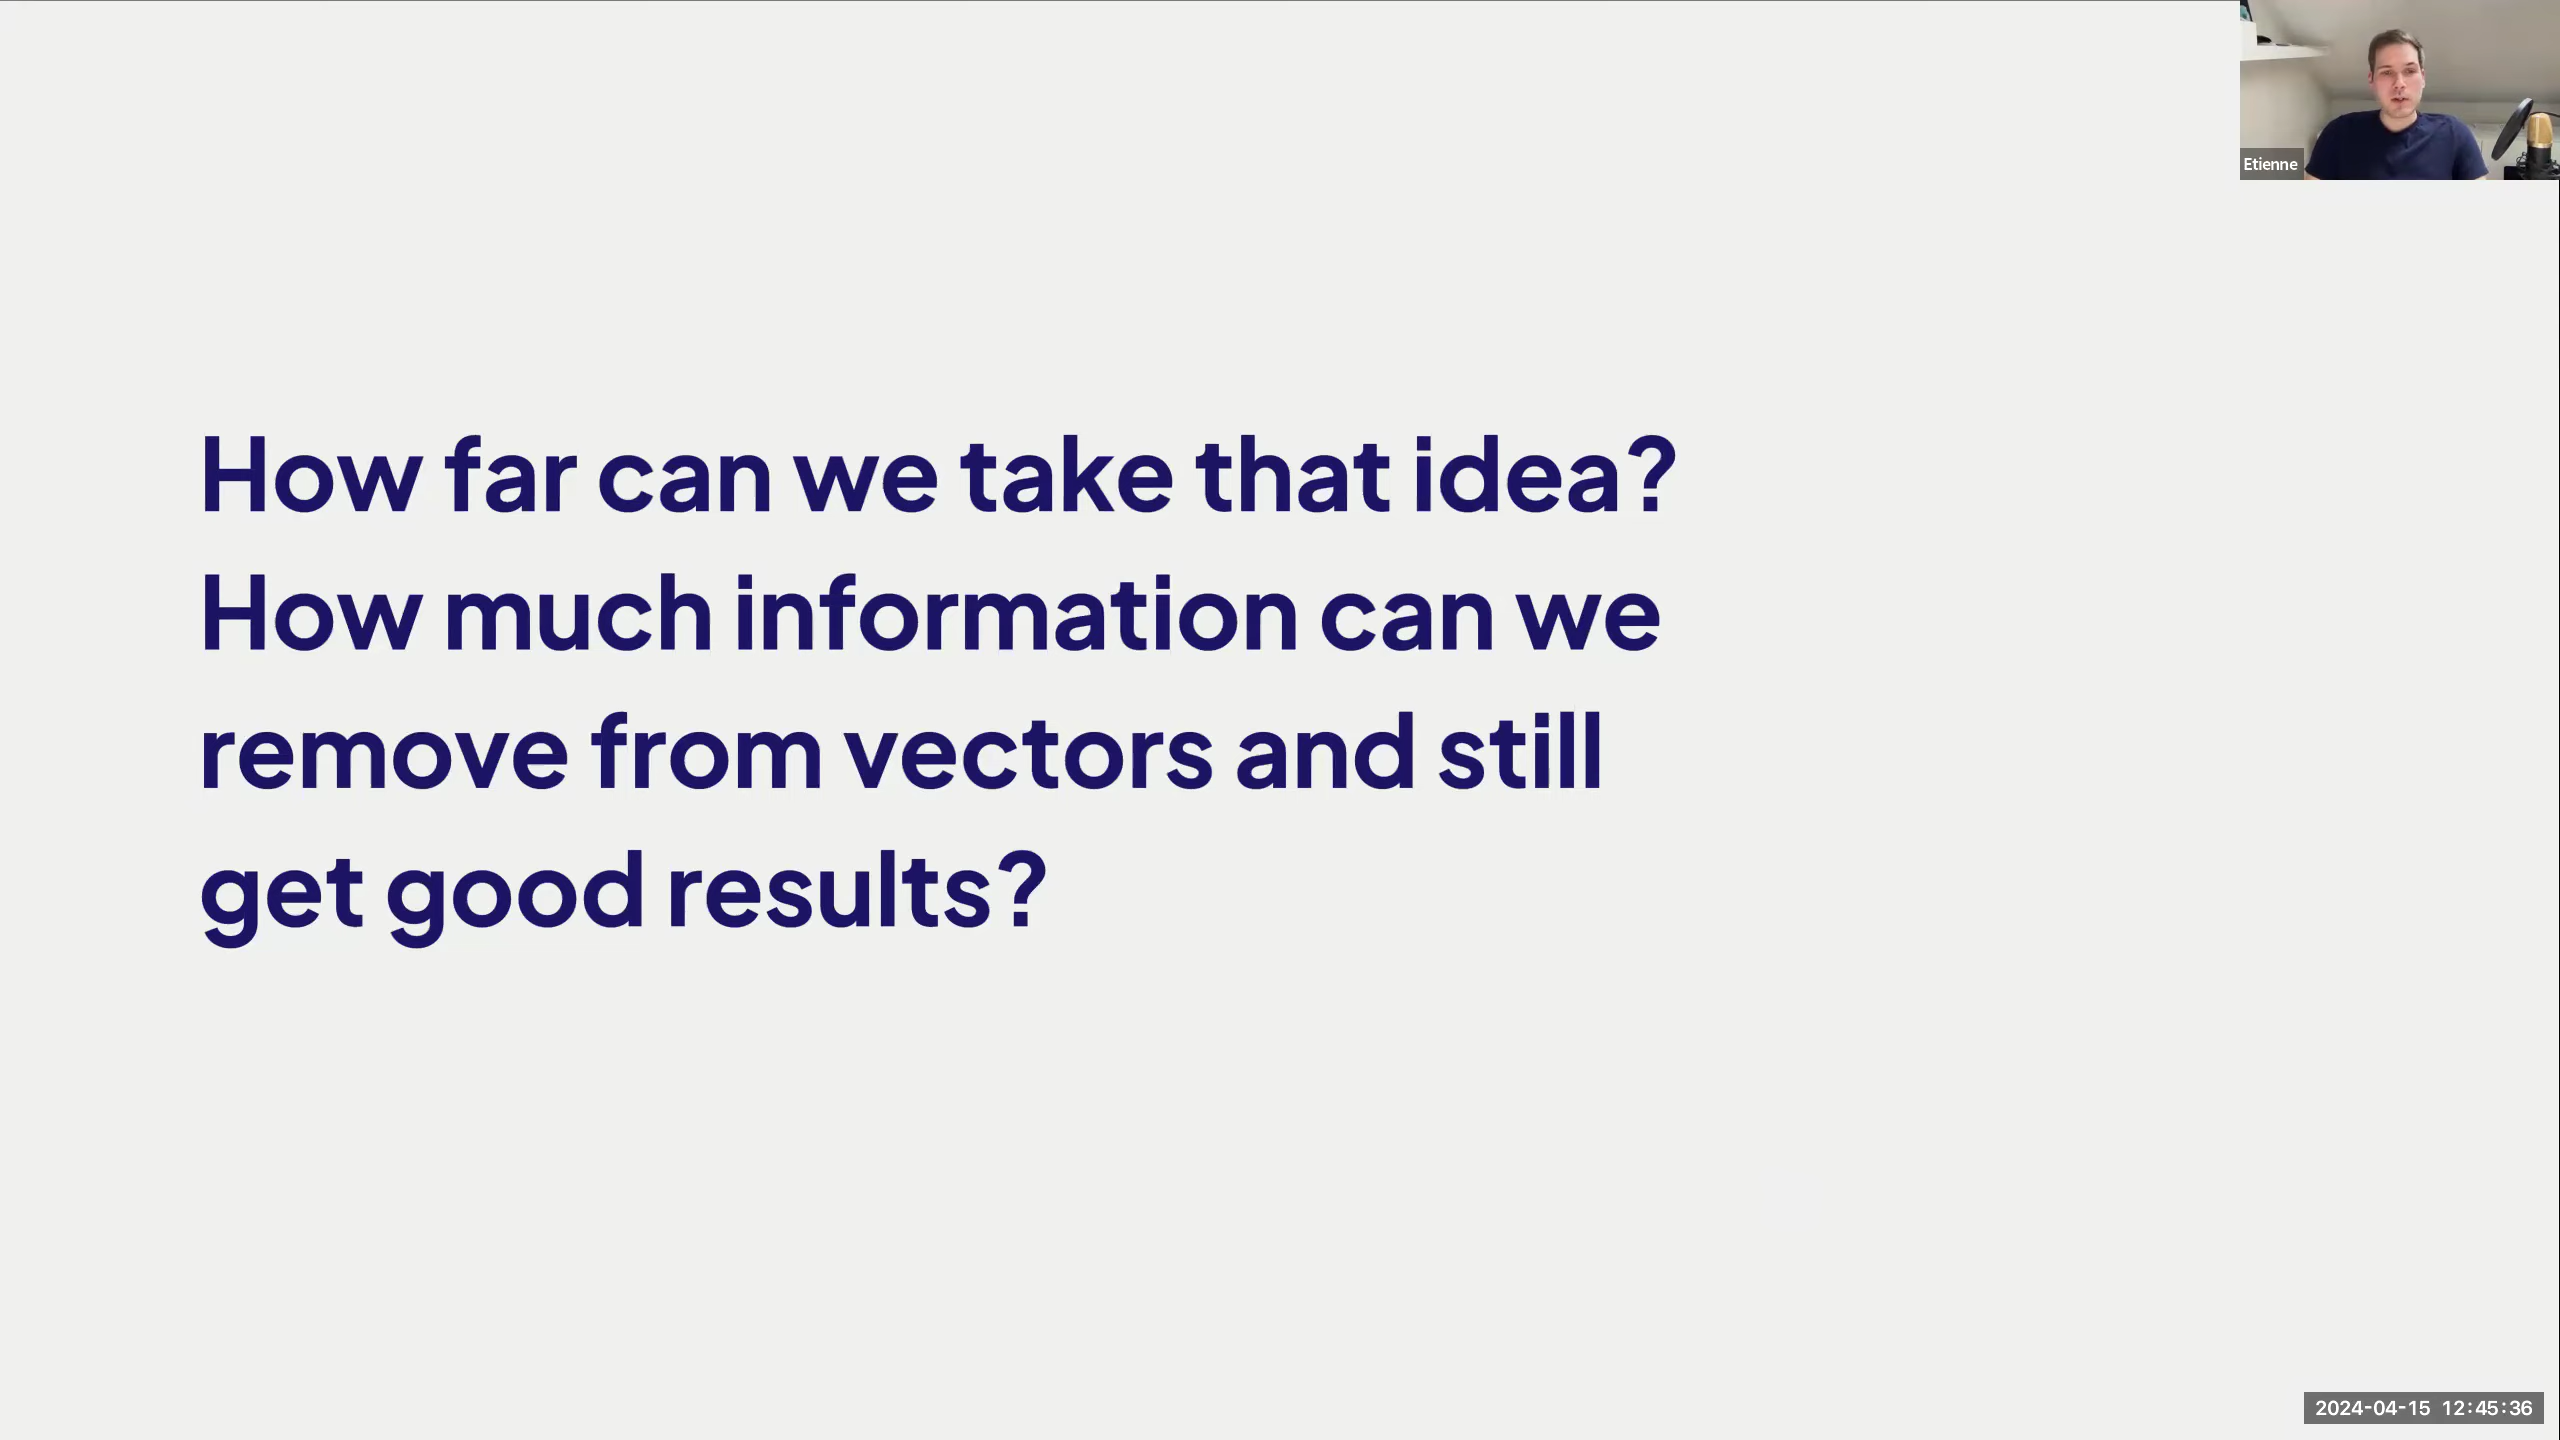 Etienne
How far can we take that idea?
How much information can we
remove from vectors and still
get good results?
2024-04-15 12:45:36